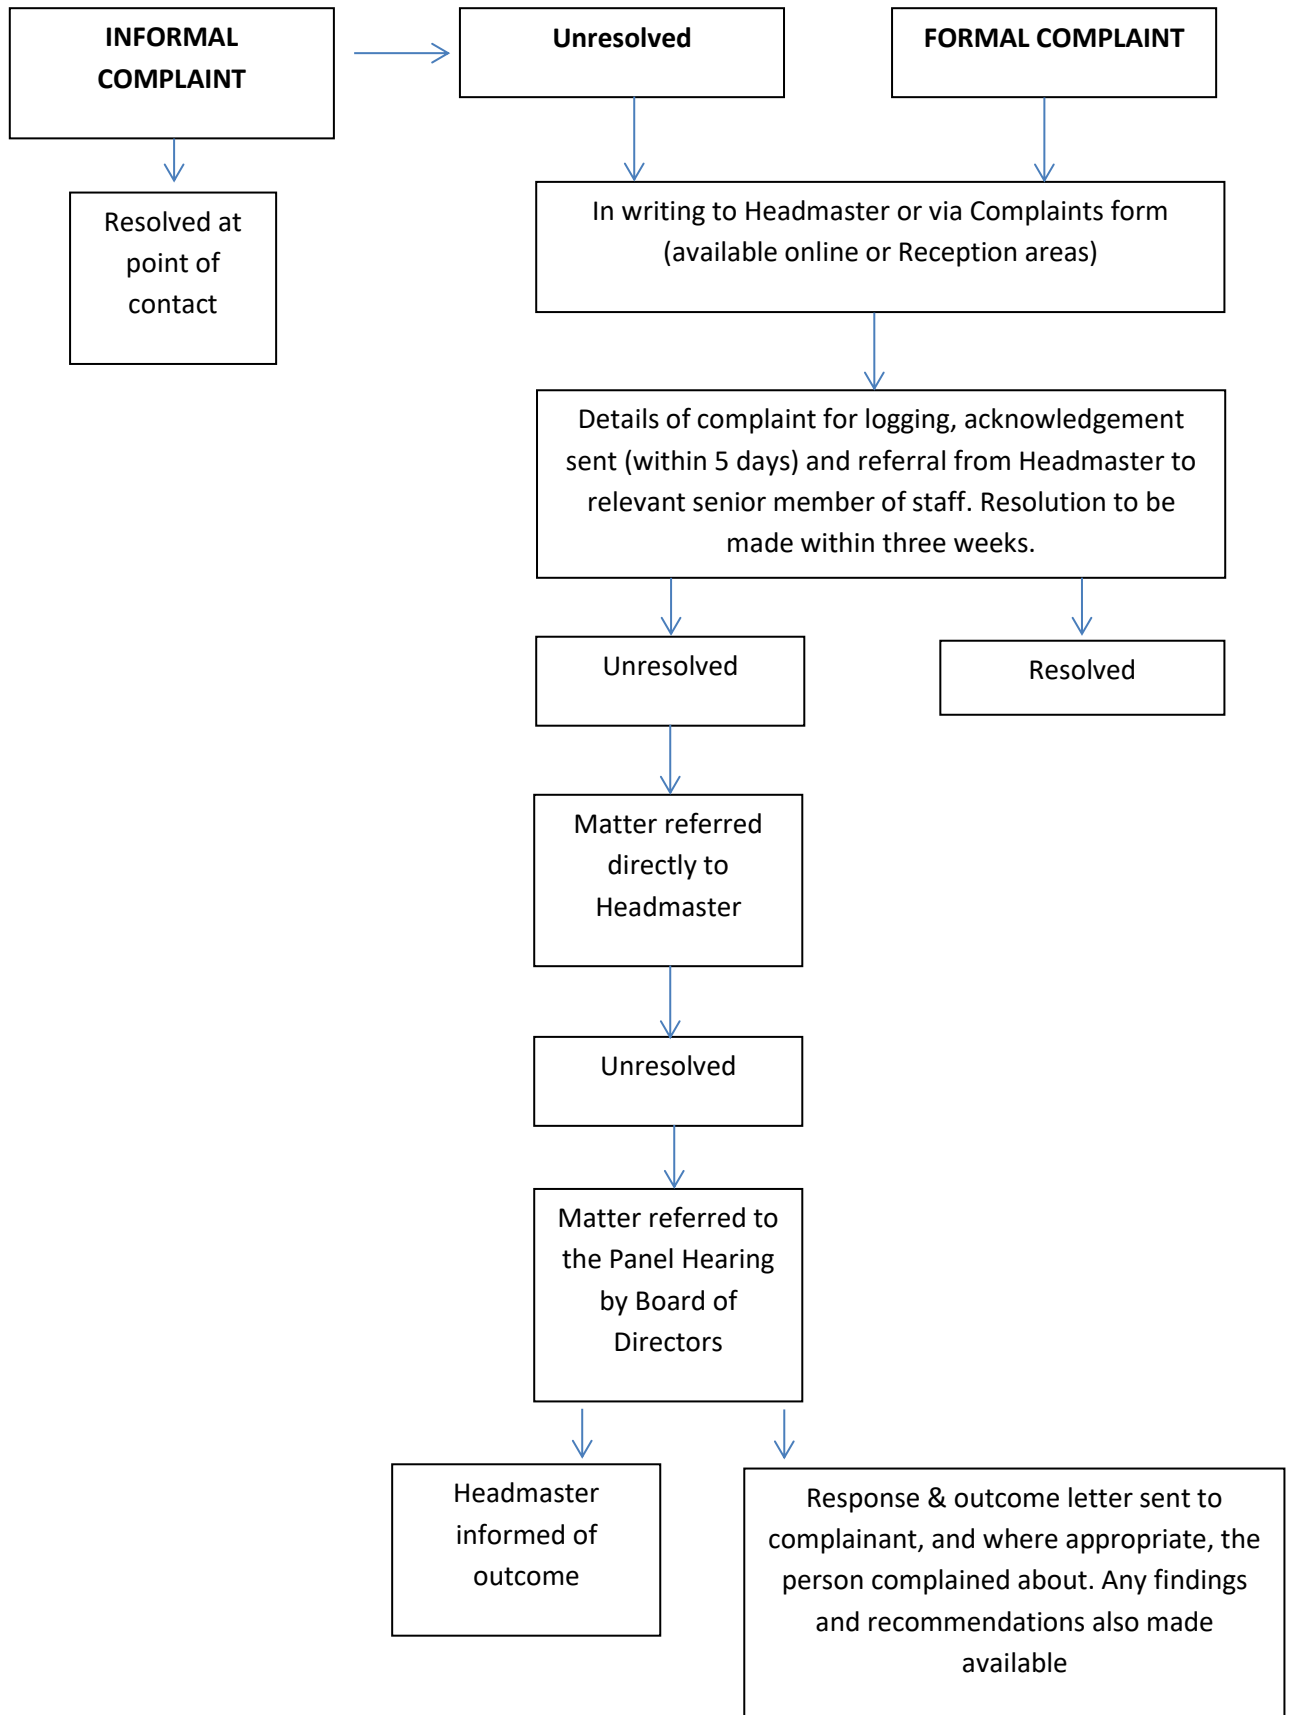 INFORMAL
COMPLAINT
Unresolved
FORMAL COMPLAINT
Resolved at
point of
contact
In writing to Headmaster or via Complaints form
(available online or Reception areas)
Details of complaint for logging, acknowledgement
sent (within 5 days) and referral from Headmaster to
relevant senior member of staff. Resolution to be
made within three weeks.
Unresolved
Resolved
Matter referred
directly to
Headmaster
Unresolved
Matter referred to
the Panel Hearing
by Board of
Directors
Headmaster
informed of
outcome
Response & outcome letter sent to
complainant, and where appropriate, the
person complained about. Any findings
and recommendations also made
available